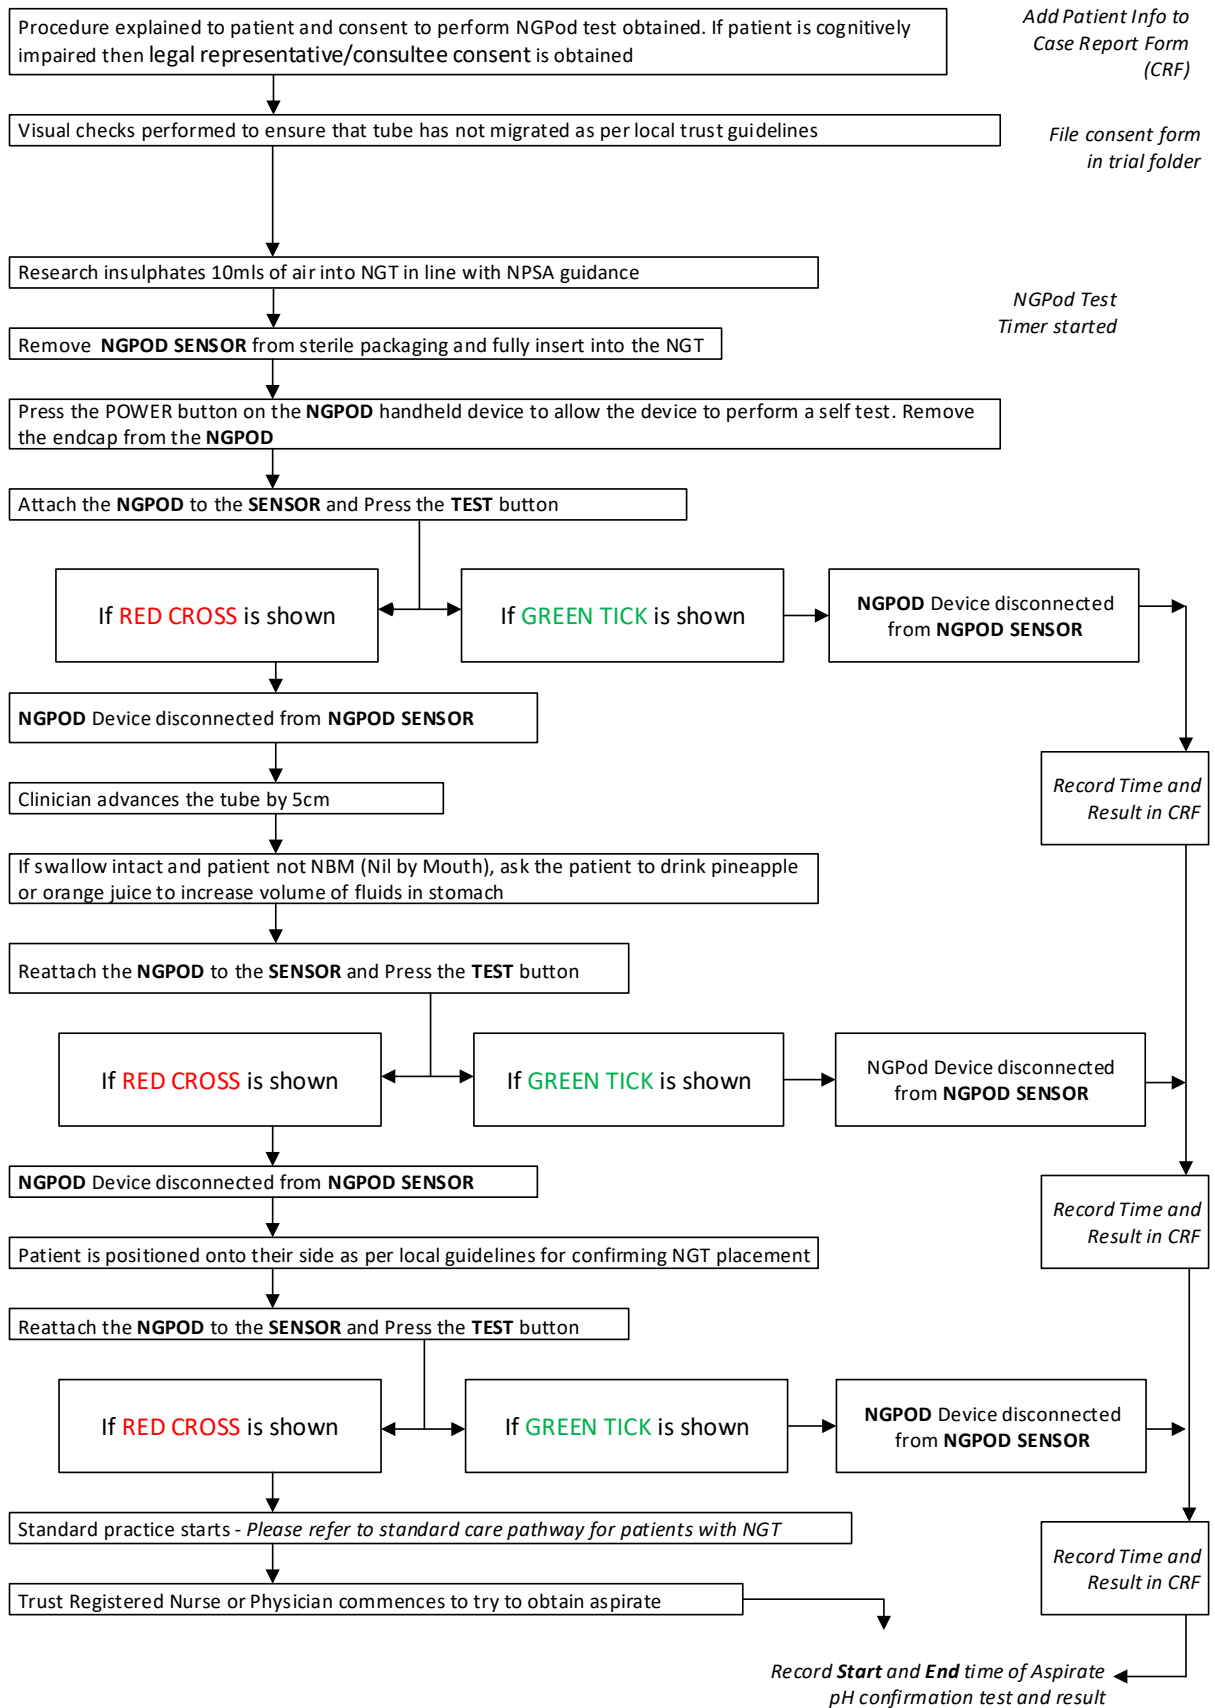 Procedure explained to patient and consent to perform NGPod test obtained. If patient is cognitively
impaired then legal representative/consultee consent is obtained
Add Patient Info to
Case Report Form
(CRF)
Visual checks performed to ensure that tube has not migrated as per local trust guidelines
File consent form
in trial folder
Research insulphates 10mls of air into NGT in line with NPSA guidance
NGPod Test
Timer started
Remove NGPOD SENSOR from sterile packaging and fully insert into the NGT
Press the POWER button on the NGPOD handheld device to allow the device to perform a self test. Remove
the endcap from the NGPOD
Attach the NGPOD to the SENSOR and Press the TEST button
If RED CROSS is shown
If GREEN TICK is shown
NGPOD Device disconnected
from NGPOD SENSOR
NGPOD Device disconnected from NGPOD SENSOR
Record Time and
Result in CRF
Clinician advances the tube by 5cm
If swallow intact and patient not NBM (Nil by Mouth), ask the patient to drink pineapple
or orange juice to increase volume of fluids in stomach
Reattach the NGPOD to the SENSOR and Press the TEST button
If RED CROSS is shown
If GREEN TICK is shown
NGPod Device disconnected
from NGPOD SENSOR
NGPOD Device disconnected from NGPOD SENSOR
Record Time and
Result in CRF
Patient is positioned onto their side as per local guidelines for confirming NGT placement
Reattach the NGPOD to the SENSOR and Press the TEST button
If RED CROSS is shown
If GREEN TICK is shown
NGPOD Device disconnected
from NGPOD SENSOR
Standard practice starts - Please refer to standard care pathway for patients with NGT
Record Time and
Result in CRF
Trust Registered Nurse or Physician commences to try to obtain aspirate
Record Start and End time of Aspirate
pH confirmation test and result